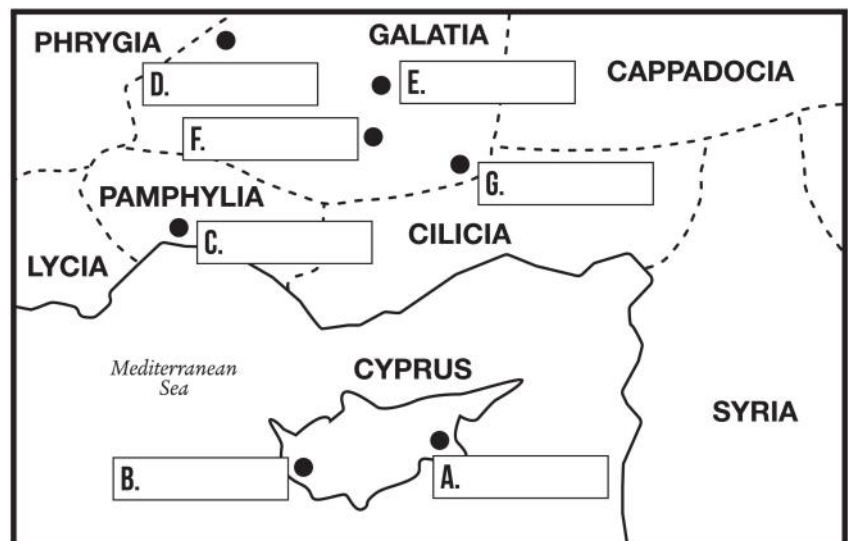 PHRYGIA
GALATIA
CAPPADOCIA
D.
E.
F.
G.
PAMPHYLIA
C.
CILICIA
LYCIA
Mediterranean
Sea
CYPRUS
SYRIA
B.
A.